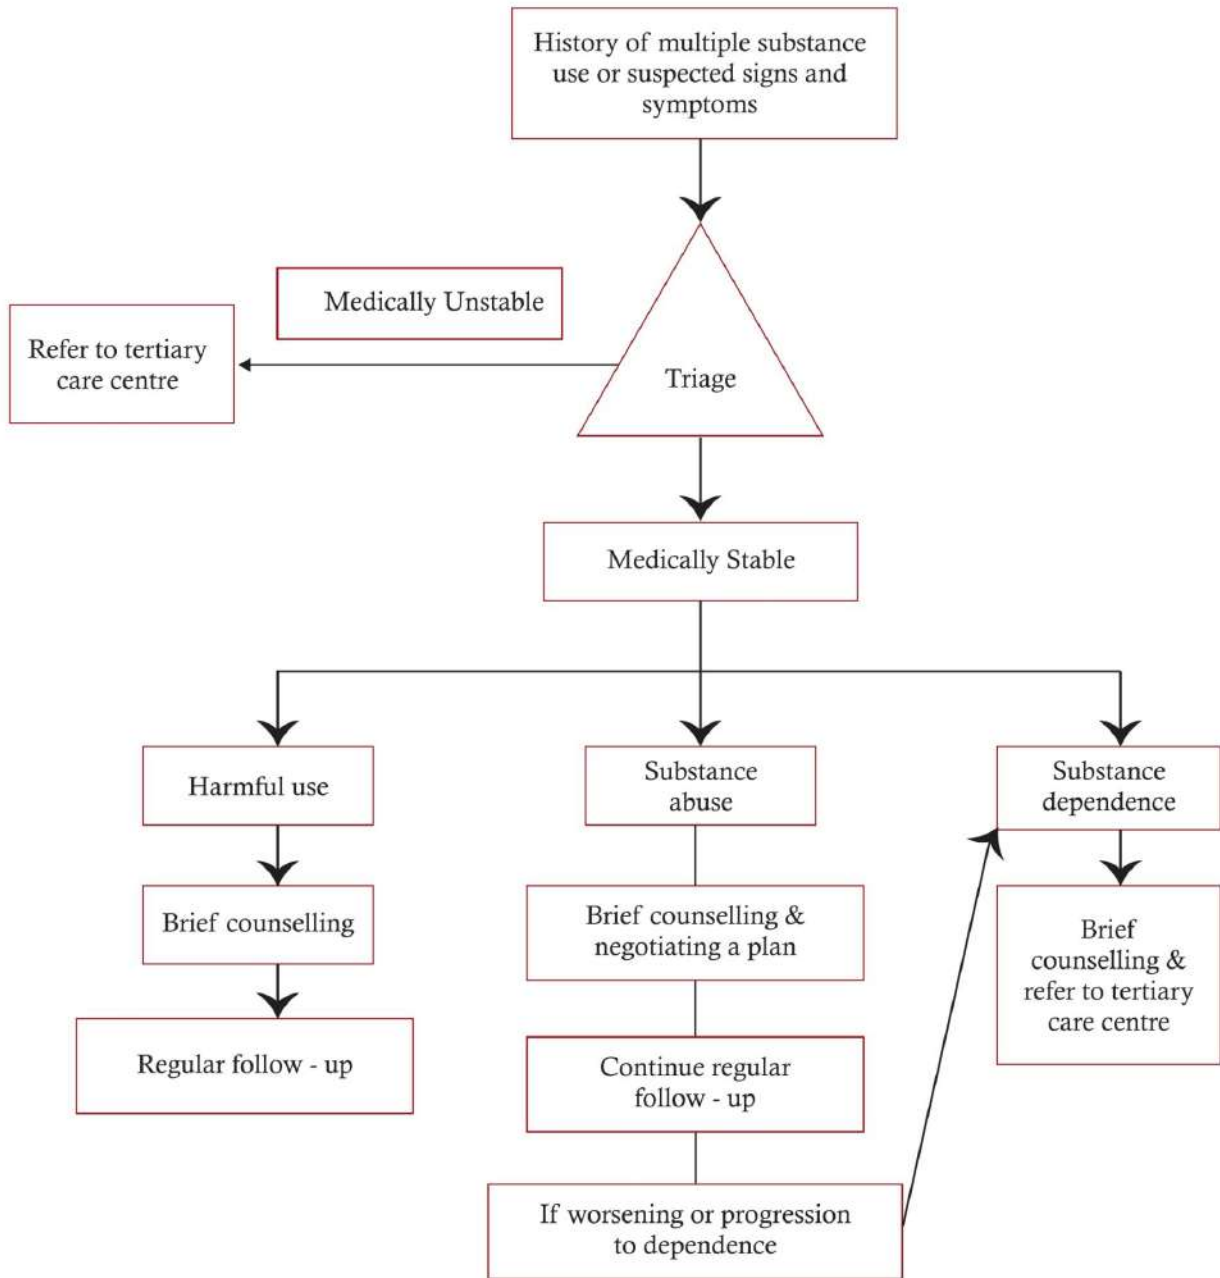 History of multiple substance
use or suspected signs and
symptoms
Medically Unstable
Refer to tertiary
care centre
Triage
Medically Stable
Harmful use
Substance
abuse
Substance
dependence
Brief counselling
Brief counselling &
negotiating a plan
Brief
counselling &
refer to tertiary
care centre
Regular follow - up
Continue regular
follow - up
If worsening or progression
to dependence